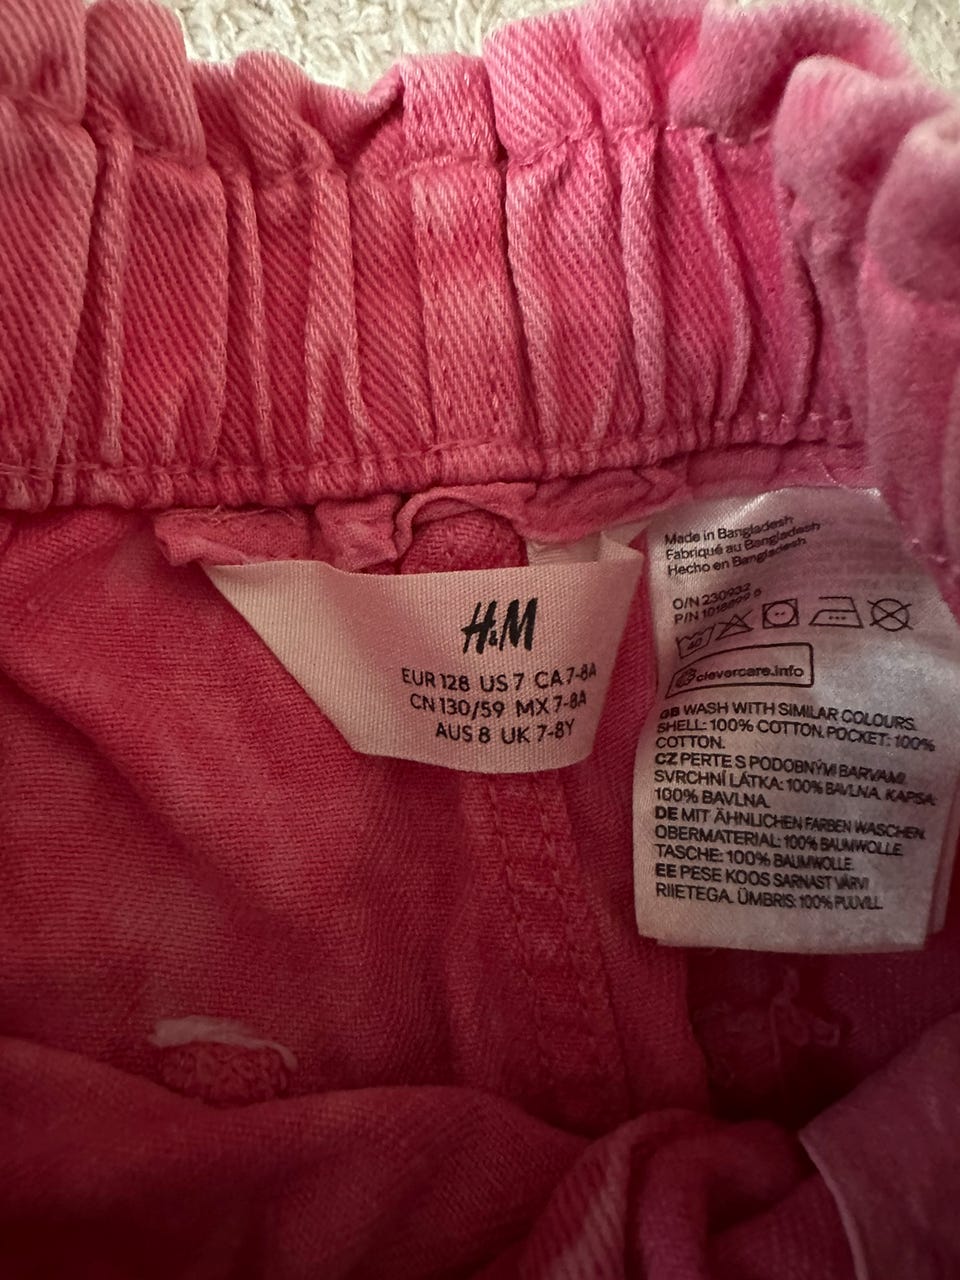 H&M
EUR 128 US 7 CA 7-8A
CN 130/59 MX 7-8A
AUS 8 UK 7-8Y
Made in Bangladesh
Fabriqué au Bangladesh
Hecho en Bangladesh
O/N 230932
P/N
40
clevercare.info
GB WASH WITH SIMILAR COLOURS.
SHELL: 100% COTTON. POCKET: 100%
COTTON.
CZ PERTE S PODOBNÝMI BARVAMI.
SVRCHNÍ LÁTKA: 100% BAVLNA. KAPSA:
100% BAVLNA.
DE MIT ÄHNLICHEN FARBEN WASCHEN.
OBERMATERIAL: 100% BAUMWOLLE.
TASCHE: 100% BAUMWOLLE.
EE PESE KOOS SARNAST VÄRVI
RIIETEGA. ÜMBRIS: 100% PUUVILL.